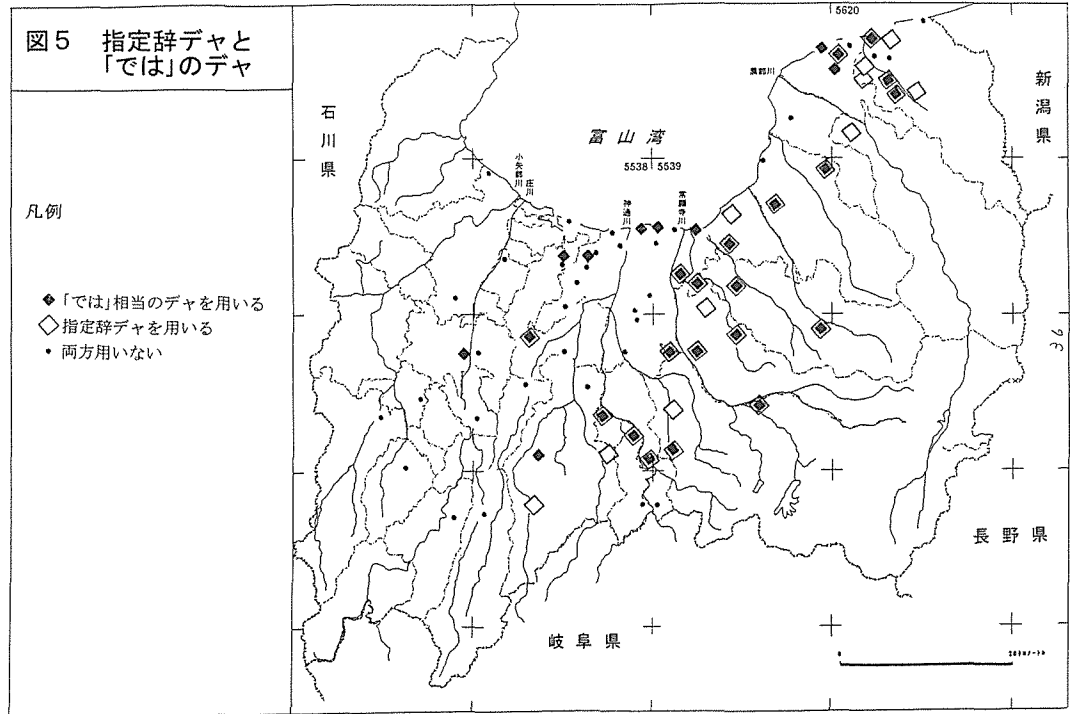 図5 指定辞デャと
「では」のデャ
凡例
◆「では」相当のデャを用いる
◇指定辞デャを用いる
・両方用いない
5620
黒部川
新潟県
石川県
富山湾
小矢部川
庄川
5538 5539
神通川
常願寺川
36
長野県
岐阜県
0